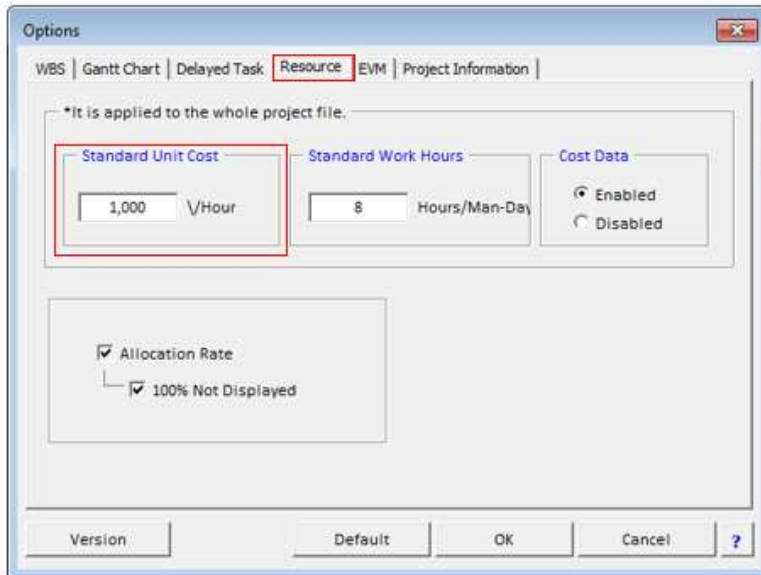 Options
WBS | Gantt Chart | Delayed Task | Resource | EVM | Project Information |
*It is applied to the whole project file.
Standard Unit Cost Standard Work Hours Cost Data
1,000 \/Hour 8 Hours/Man-Day Enabled
Disabled
Allocation Rate
100% Not Displayed
Version Default OK Cancel ?